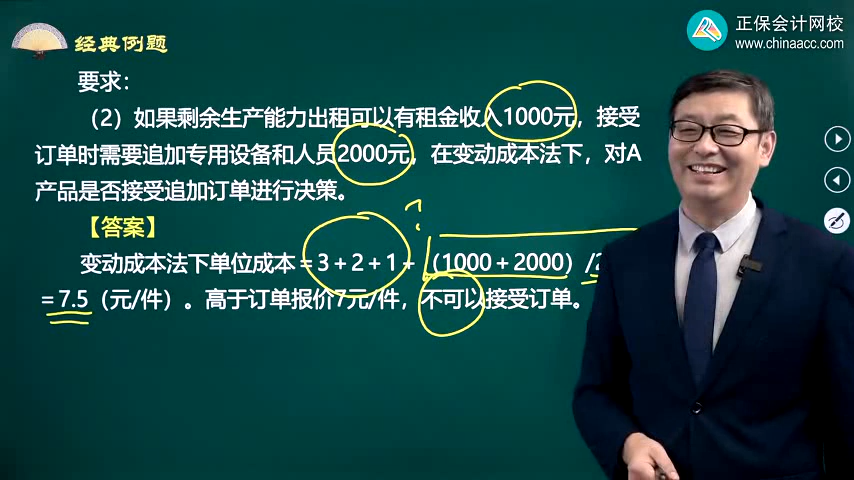 经典例题
正保会计网校
www.chinaacc.com
要求：
（2）如果剩余生产能力出租可以有租金收入1000元，接受
订单时需要追加专用设备和人员2000元，在变动成本法下，对A
产品是否接受追加订单进行决策。
【答案】
变动成本法下单位成本＝3＋2＋1＋（1000＋2000）/2
＝7.5（元/件）。高于订单报价7元/件，不可以接受订单。